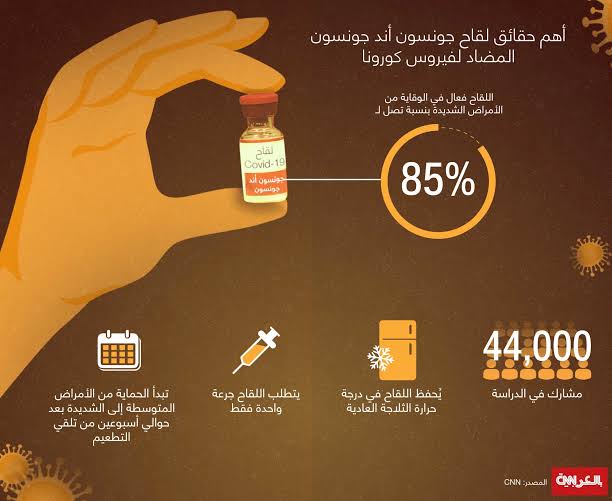 أهم حقائق لقاح جونسون أند جونسون
المضاد لفيروس كورونا
اللقاح فعال في الوقاية من
الأمراض الشديدة بنسبة تصل لـ
85%
لقاح
Covid-19
جونسون أند
جونسون
44,000
مشارك في الدراسة
يُحفظ اللقاح في درجة
حرارة الثلاجة العادية
يتطلب اللقاح جرعة
واحدة فقط
تبدأ الحماية من الأمراض
المتوسطة إلى الشديدة بعد
حوالي أسبوعين من تلقي
التطعيم
المصدر: CNN
CNN بالعربية